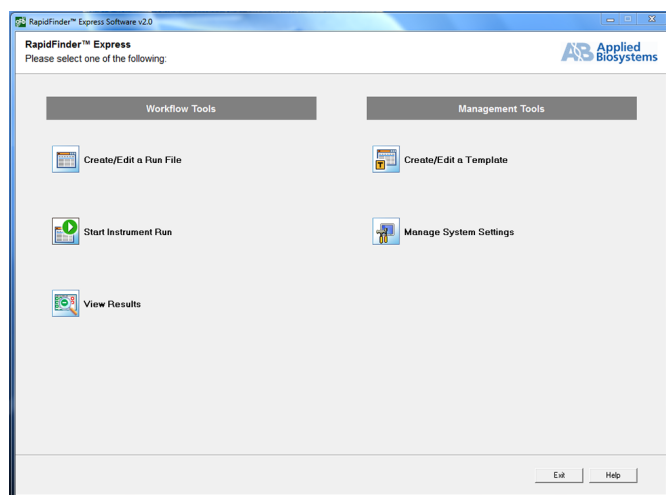 RapidFinder™ Express Software v2.0
RapidFinder™ Express
Please select one of the following:
AB Applied
Biosystems
Workflow Tools
Management Tools
Create/Edit a Run File
T
Create/Edit a Template
Start Instrument Run
Manage System Settings
View Results
Exit
Help